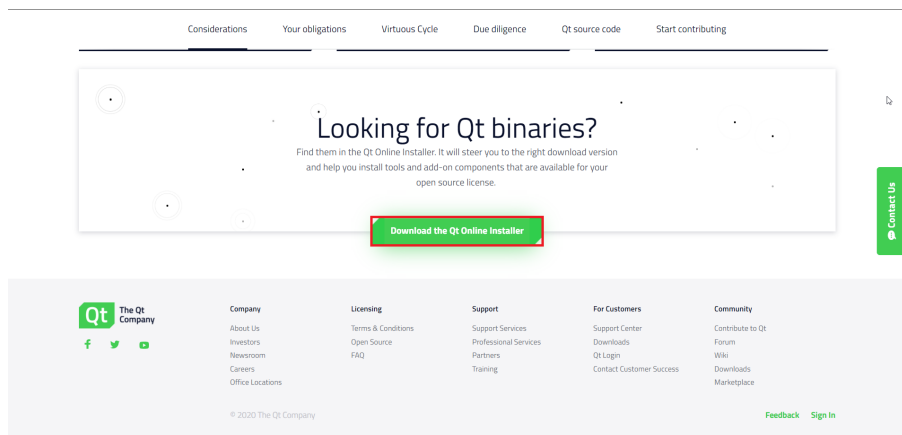 Considerations Your obligations Virtuous Cycle Due diligence Qt source code Start contributing
Looking for Qt binaries?
Find them in the Qt Online Installer. It will steer you to the right download version
and help you install tools and add-on components that are available for your
open source license.
Download the Qt Online Installer
Contact Us
Qt The Qt Company
Company
About Us
Investors
Newsroom
Careers
Office Locations
Licensing
Terms & Conditions
Open Source
FAQ
Support
Support Services
Professional Services
Partners
Training
For Customers
Support Center
Downloads
Qt Login
Contact Customer Success
Community
Contribute to Qt
Forum
Wiki
Downloads
Marketplace
© 2020 The Qt Company
Feedback Sign In